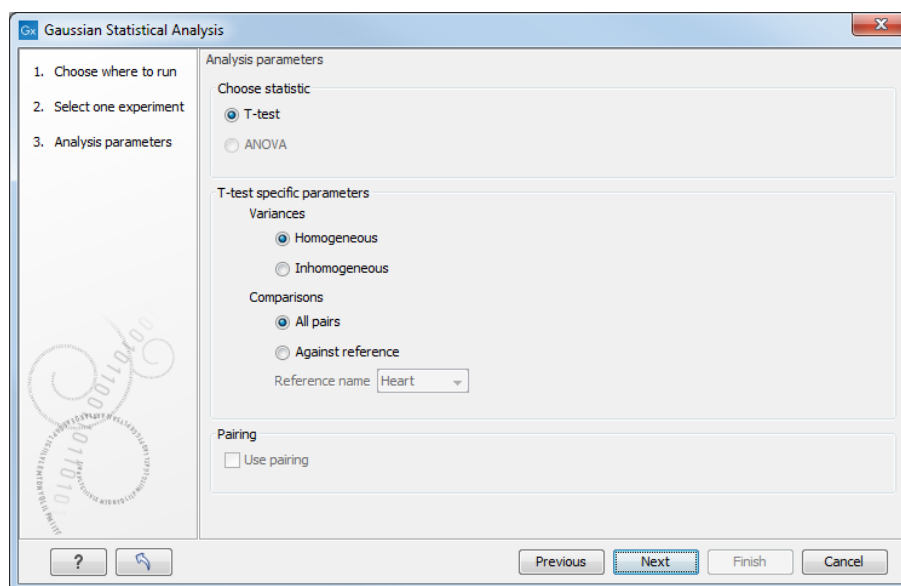 Gx Gaussian Statistical Analysis
1. Choose where to run
2. Select one experiment
3. Analysis parameters
Analysis parameters
Choose statistic
T-test
ANOVA
T-test specific parameters
Variances
Homogeneous
Inhomogeneous
Comparisons
All pairs
Against reference
Reference name Heart
Pairing
Use pairing
?
Previous Next Finish Cancel